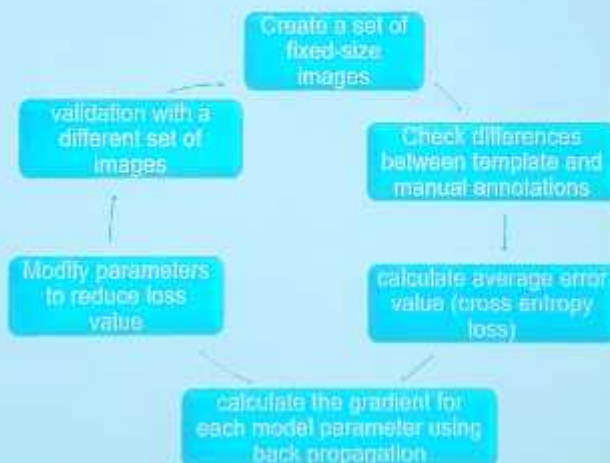 Create a set of
fixed-size
images
Check differences
between template and
manual annotations
calculate average error
value (cross entropy
loss)
calculate the gradient for
each model parameter using
back propagation
Modify parameters
to reduce loss
value
validation with a
different set of
images